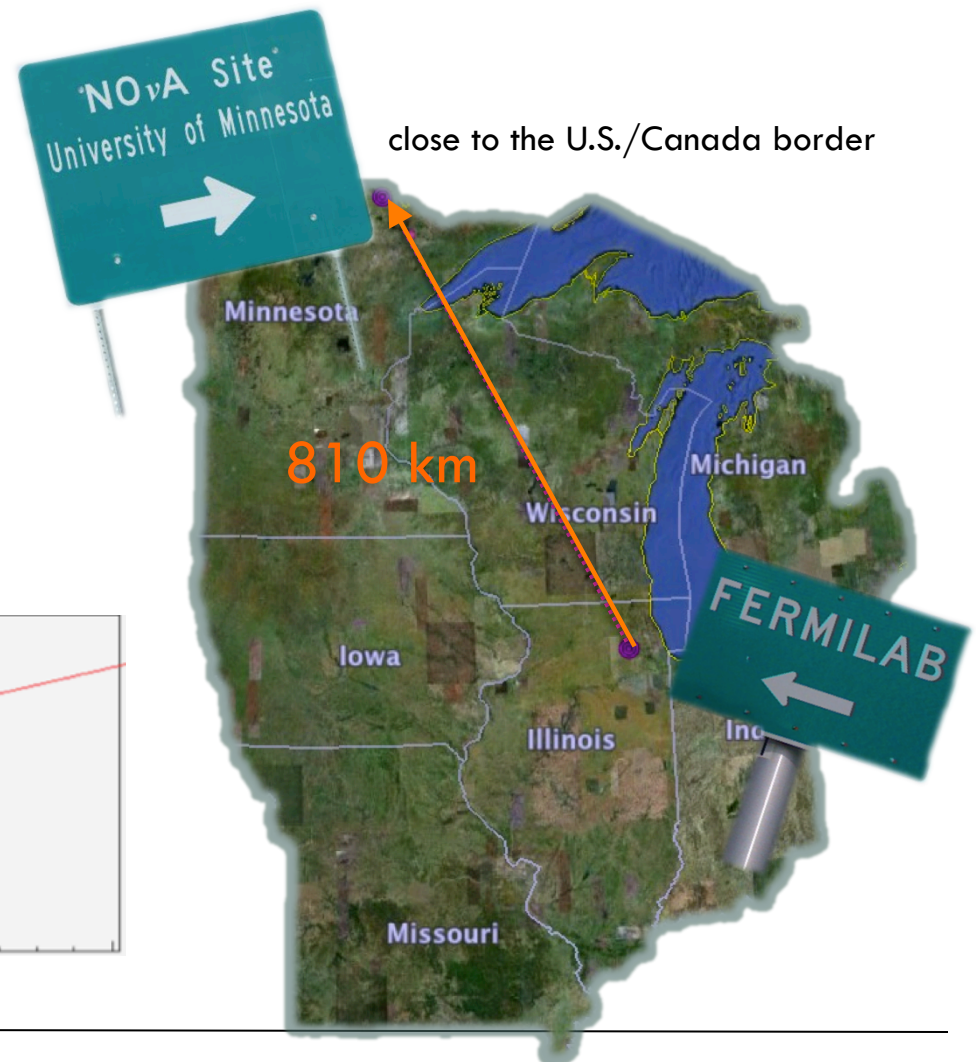 NOνA Site
University of Minnesota
close to the U.S./Canada border
Minnesota
810 km
Michigan
Wisconsin
FERMILAB
Iowa
Illinois
Ind
Missouri